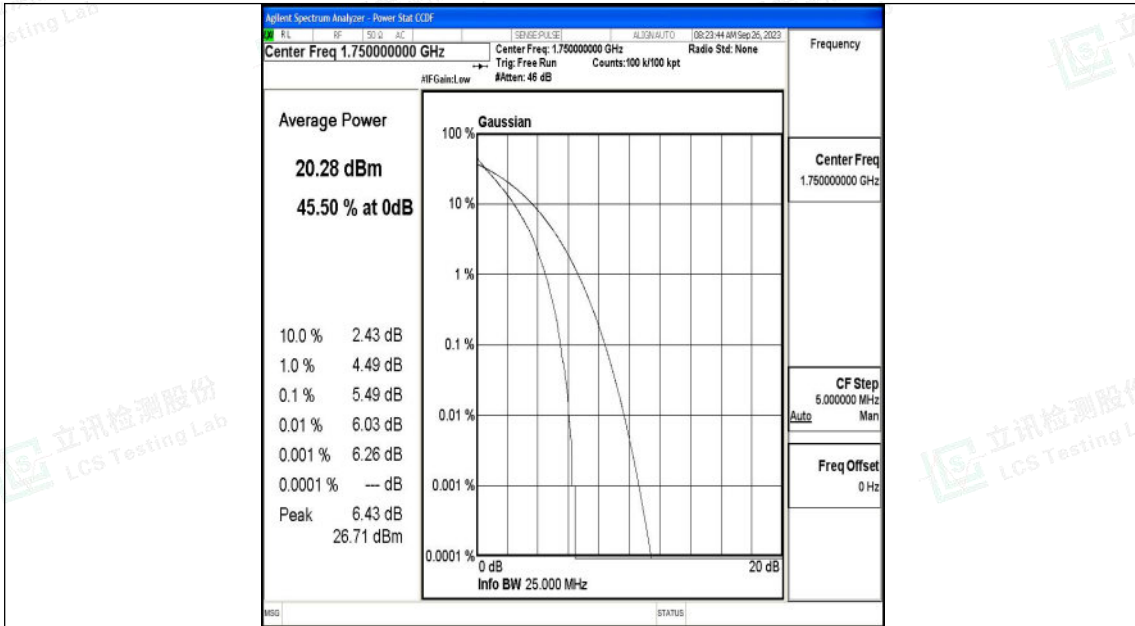 Agilent Spectrum Analyzer - Power Stat CCDF
RL RF 50 Ω AC SENSE:PULSE ALIGNAUTO 08:23:44 AM Sep 26, 2023
Center Freq 1.750000000 GHz
Center Freq: 1.750000000 GHz Radio Std: None
Trig: Free Run Counts:100 k/100 kpt
#IFGain:Low #Atten: 46 dB
Frequency
Average Power
20.28 dBm
45.50 % at 0dB
10.0 % 2.43 dB
1.0 % 4.49 dB
0.1 % 5.49 dB
0.01 % 6.03 dB
0.001 % 6.26 dB
0.0001 % --- dB
Peak 6.43 dB
26.71 dBm
Gaussian
100 %
10 %
1 %
0.1 %
0.01 %
0.001 %
0.0001 %
0 dB 20 dB
Info BW 25.000 MHz
Center Freq
1.750000000 GHz
CF Step
5.000000 MHz
Auto Man
Freq Offset
0 Hz
MSG STATUS
立讯检测股份
LCS Testing Lab
立讯检测股份
LCS Testing L
sting Lab
立